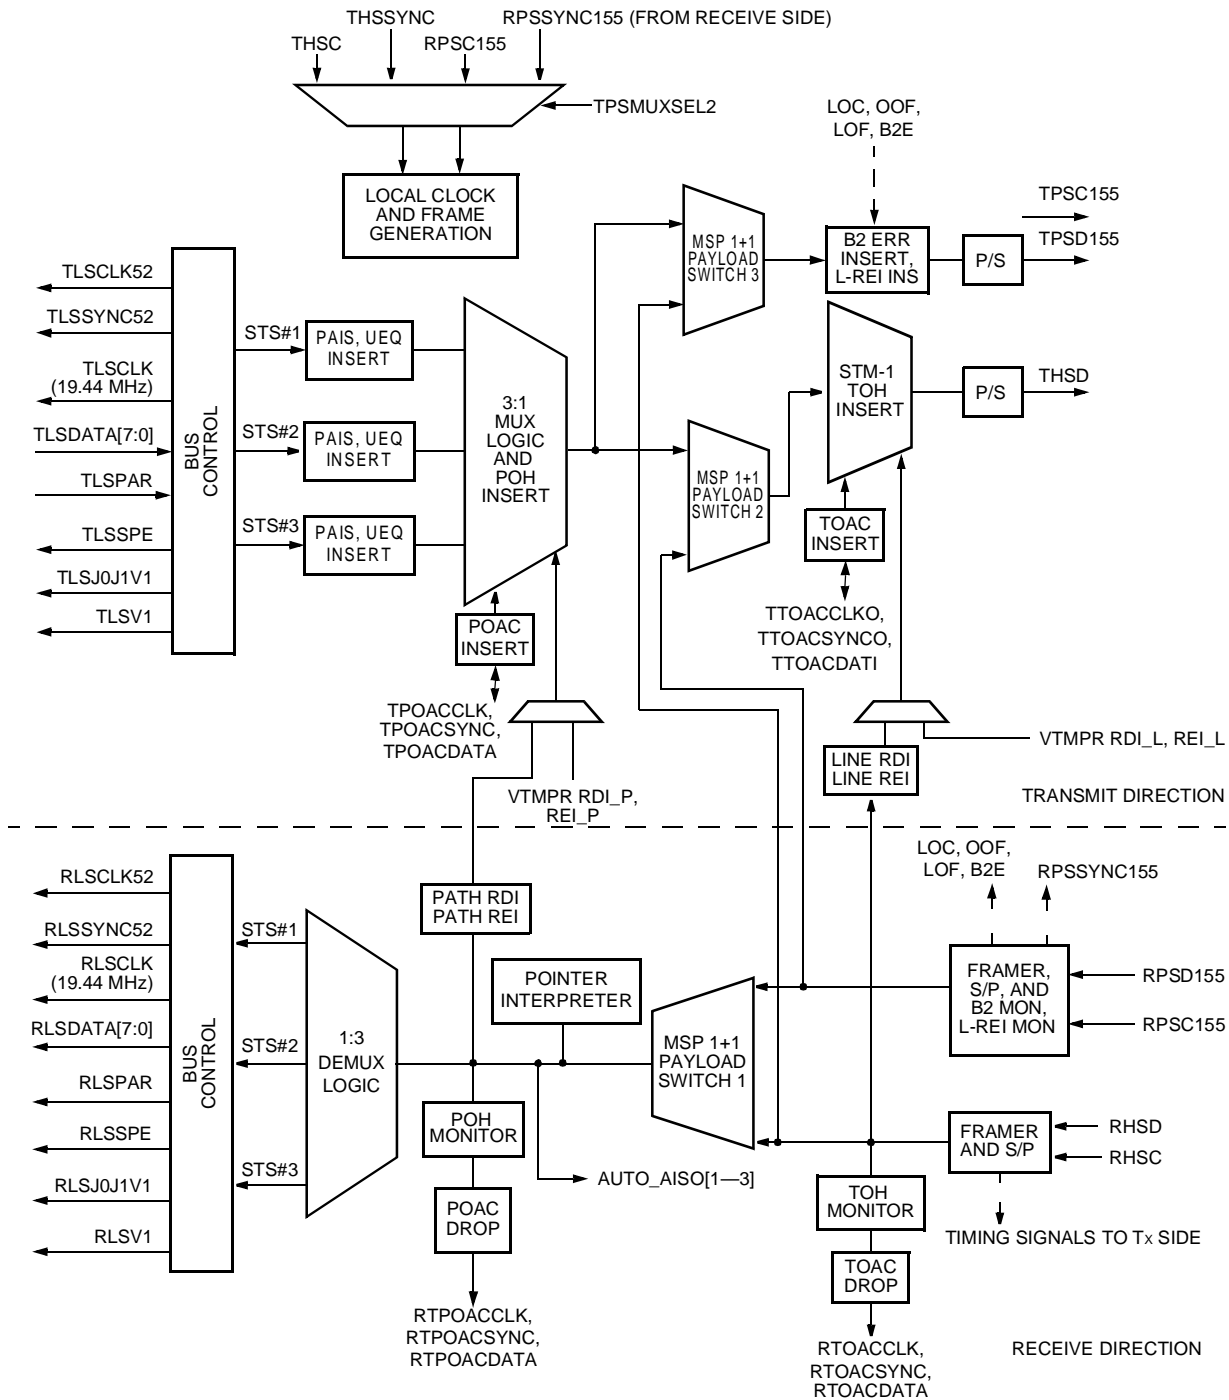 THSSYNC
RPSSYNC155 (FROM RECEIVE SIDE)
THSC
RPSC155
TPSMUXSEL2
LOCAL CLOCK
AND FRAME
GENERATION
LOC, OOF,
LOF, B2E
TPSC155
TPSD155
MSP 1+1
PAYLOAD
SWITCH 3
B2 ERR
INSERT,
L-REI INS
P/S
TLSCLK52
TLSSYNC52
TLSCLK
(19.44 MHz)
TLSDATA[7:0]
TLSPAR
TLSSPE
TLSJ0J1V1
TLSV1
BUS
CONTROL
STS#1
PAIS, UEQ
INSERT
STS#2
PAIS, UEQ
INSERT
STS#3
PAIS, UEQ
INSERT
3:1
MUX
LOGIC
AND
POH
INSERT
MSP 1+1
PAYLOAD
SWITCH 2
STM-1
TOH
INSERT
P/S
THSD
TOAC
INSERT
TTOACCLKO,
TTOACSYNCO,
TTOACDATI
POAC
INSERT
TPOACCLK,
TPOACSYNC,
TPOACDATA
VTMPR RDI_P,
REI_P
LINE RDI
LINE REI
VTMPR RDI_L, REI_L
TRANSMIT DIRECTION
LOC, OOF,
LOF, B2E
RPSSYNC155
RLSCLK52
RLSSYNC52
RLSCLK
(19.44 MHz)
RLSDATA[7:0]
RLSPAR
RLSSPE
RLSJ0J1V1
RLSV1
BUS
CONTROL
STS#1
STS#2
STS#3
1:3
DEMUX
LOGIC
PATH RDI
PATH REI
POINTER
INTERPRETER
MSP 1+1
PAYLOAD
SWITCH 1
FRAMER,
S/P, AND
B2 MON,
L-REI MON
RPSD155
RPSC155
POH
MONITOR
POAC
DROP
AUTO_AISO[1—3]
RTPOACCLK,
RTPOACSYNC,
RTPOACDATA
FRAMER
AND S/P
RHSD
RHSC
TOH
MONITOR
TIMING SIGNALS TO Tx SIDE
TOAC
DROP
RTOACCLK,
RTOACSYNC,
RTOACDATA
RECEIVE DIRECTION